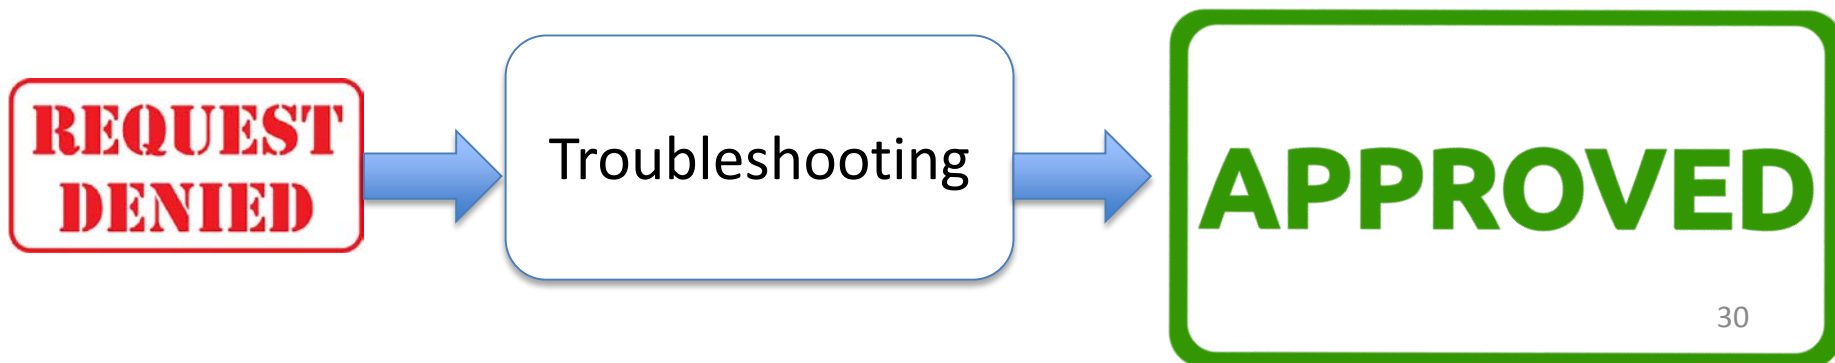 REQUEST
DENIED
Troubleshooting
APPROVED
30